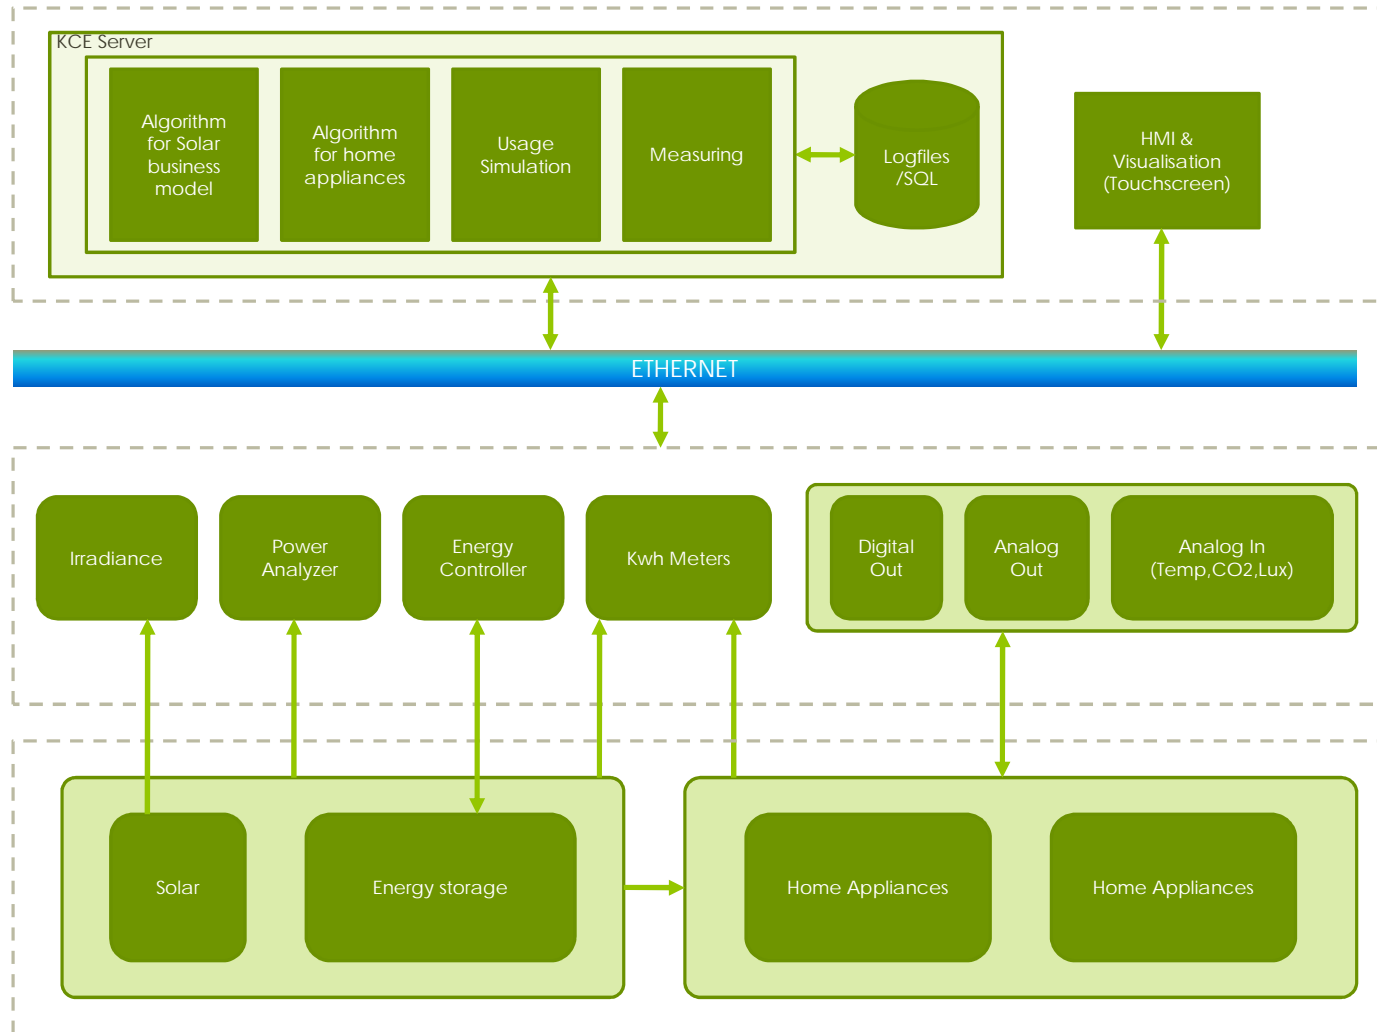 KCE Server
Algorithm
for Solar
business
model
Algorithm
for home
appliances
Usage
Simulation
Measuring
Logfiles
/SQL
HMI &
Visualisation
(Touchscreen)
ETHERNET
Irradiance
Power
Analyzer
Energy
Controller
Kwh Meters
Digital
Out
Analog
Out
Analog In
(Temp,CO2,Lux)
Solar
Energy storage
Home Appliances
Home Appliances